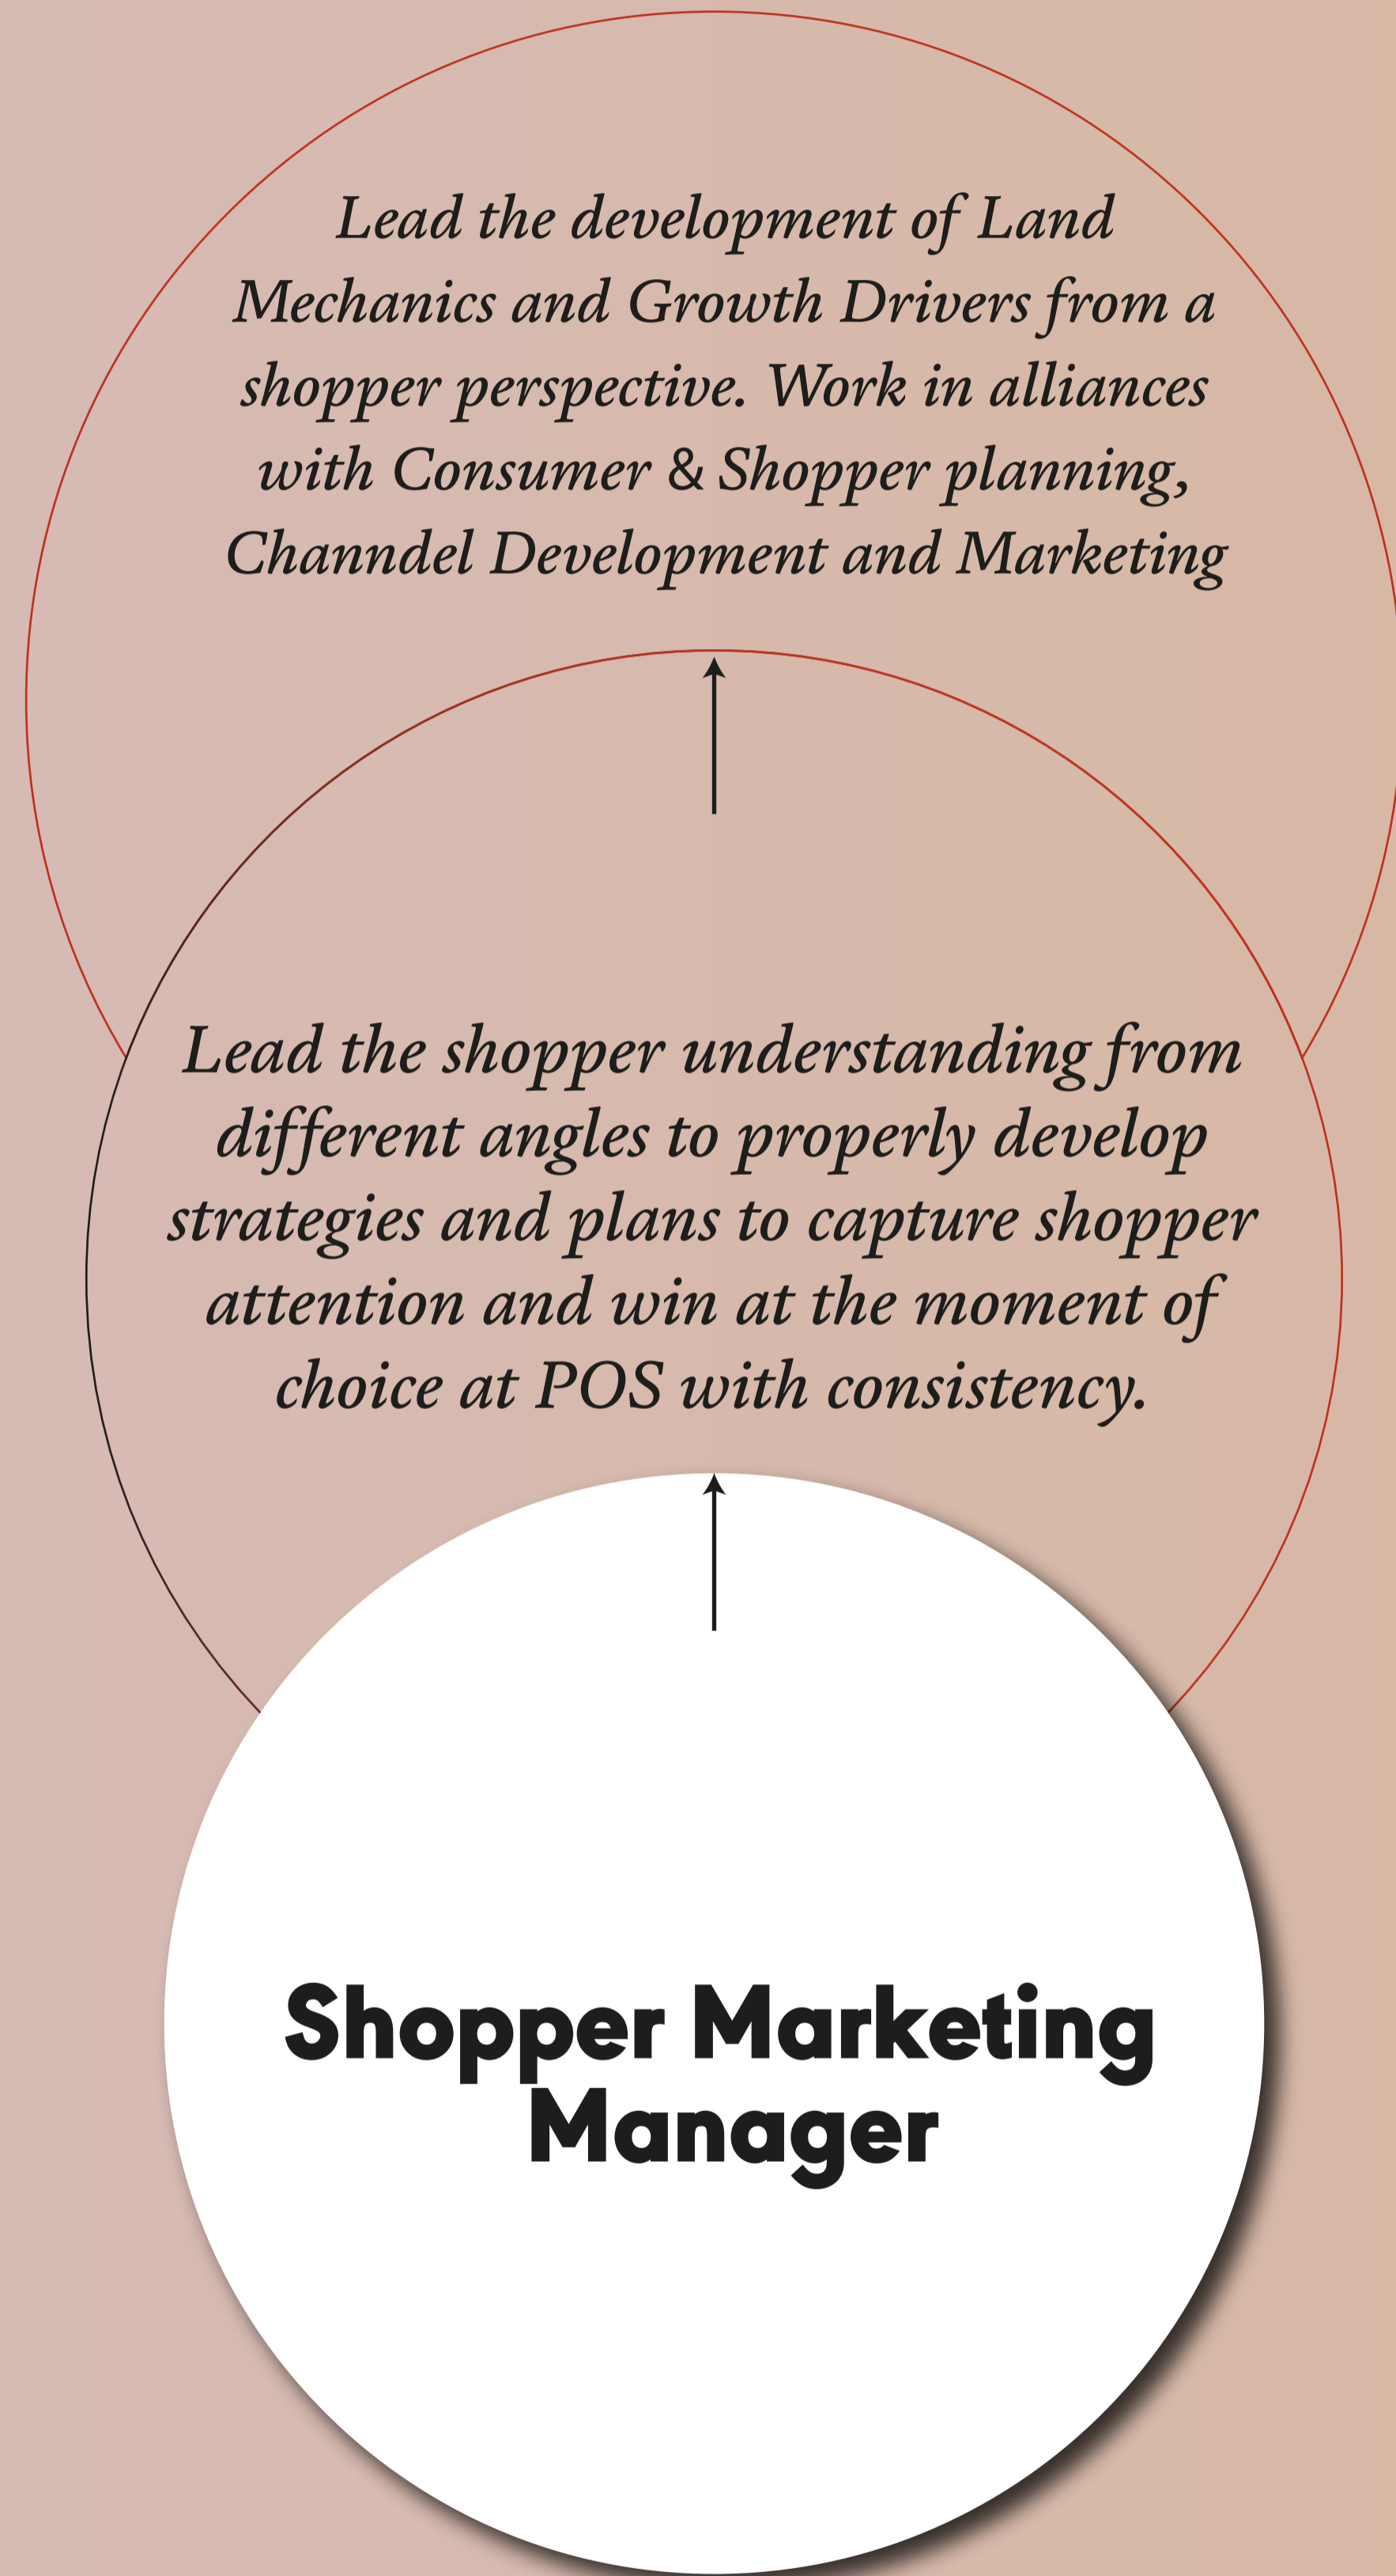 Lead the development of Land
Mechanics and Growth Drivers from a
shopper perspective. Work in alliances
with Consumer & Shopper planning,
Channdel Development and Marketing
Lead the shopper understanding from
different angles to properly develop
strategies and plans to capture shopper
attention and win at the moment of
choice at POS with consistency.
Shopper Marketing
Manager